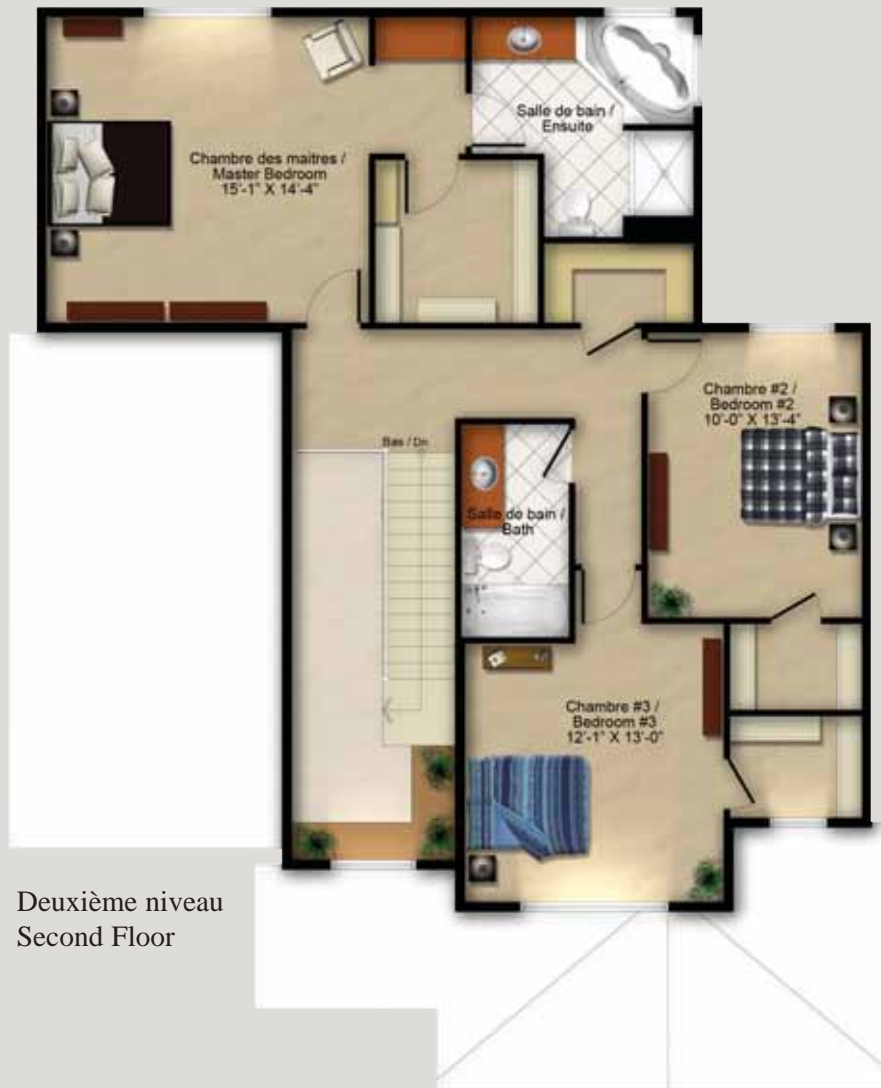 Salle de bain /
Ensuite
Chambre des maitres /
Master Bedroom
15'-1" X 14'-4"
Chambre #2 /
Bedroom #2
10'-0" X 13'-4"
Bas / Dn
Salle de bain /
Bath
Chambre #3 /
Bedroom #3
12'-1" X 13'-0"
Deuxième niveau
Second Floor